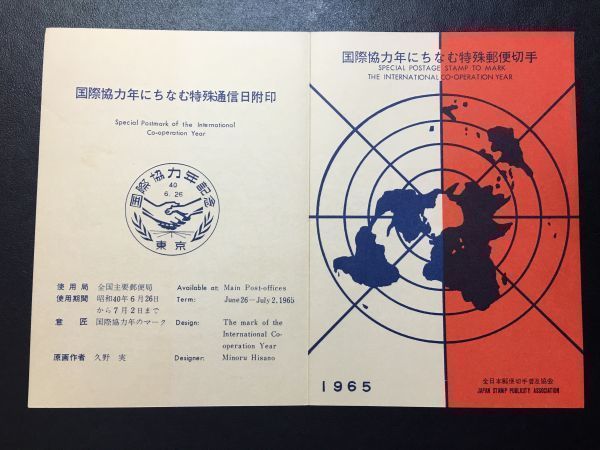 国際協力年にちなむ特殊通信日附印
Special Postmark of the International
Co-operation Year
国際協力年記念
40
6. 26
東京
使用局 全国主要郵便局 Available at: Main Post-offices
使用期間 昭和40年6月26日 Term: June 26—July 2, 1965
から7月2日まで
意匠 国際協力年のマーク Design: The mark of the
International Co-
operation Year
原画作者 久野 実 Designer: Minoru Hisano
国際協力年にちなむ特殊郵便切手
SPECIAL POSTAGE STAMP TO MARK
THE INTERNATIONAL CO-OPERATION YEAR
1965
全日本郵便切手普及協会
JAPAN STAMP PUBLICITY ASSOCIATION